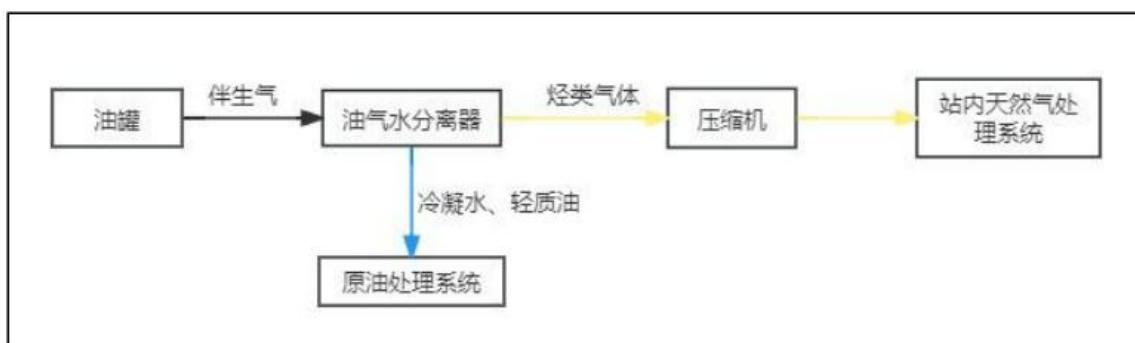 伴生气
烃类气体
油罐
油气水分离器
压缩机
站内天然气处
理系统
冷凝水、轻质油
原油处理系统